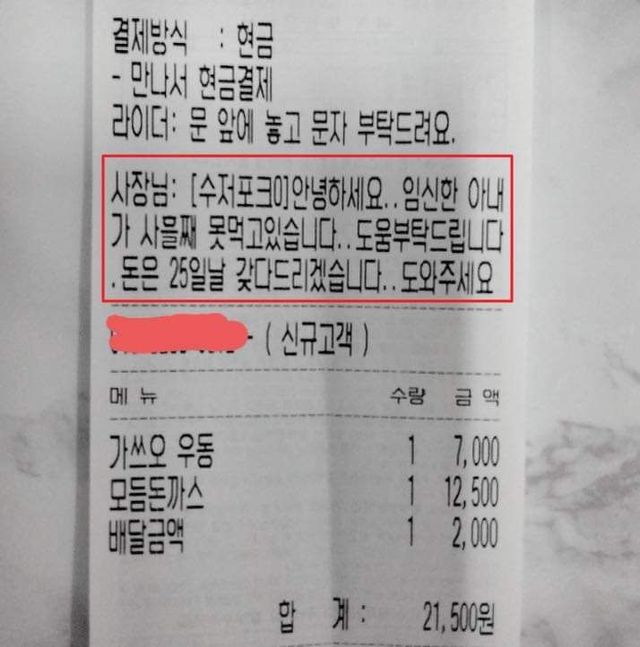 결제방식 : 현금
- 만나서 현금결제
라이더: 문 앞에 놓고 문자 부탁드려요.
사장님: [수저포크0]안녕하세요.. 임신한 아내
가 사믈째 못먹고있습니다..도움부탁드립니다
.돈은 25일날 갖다드리겠습니다..도와주세요
- ( 신규고객 )
메 뉴 수량 금 액
가쓰오 우동 1 7,000
모듬돈까스 1 12,500
배달금액 1 2,000
합 계 : 21,500원